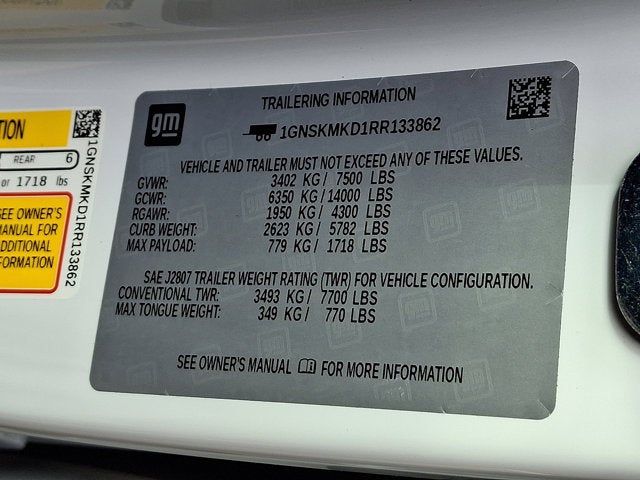 TION
REAR 6
or 1718 lbs
SEE OWNER'S
MANUAL FOR
ADDITIONAL
INFORMATION
1GNSKMKD1RR133862
gm
TRAILERING INFORMATION
1GNSKMKD1RR133862
VEHICLE AND TRAILER MUST NOT EXCEED ANY OF THESE VALUES.
GVWR: 3402 KG/ 7500 LBS
GCWR: 6350 KG/14000 LBS
RGAWR: 1950 KG/ 4300 LBS
CURB WEIGHT: 2623 KG/ 5782 LBS
MAX PAYLOAD: 779 KG/ 1718 LBS
SAE J2807 TRAILER WEIGHT RATING (TWR) FOR VEHICLE CONFIGURATION.
CONVENTIONAL TWR: 3493 KG/ 7700 LBS
MAX TONGUE WEIGHT: 349 KG/ 770 LBS
SEE OWNER'S MANUAL FOR MORE INFORMATION